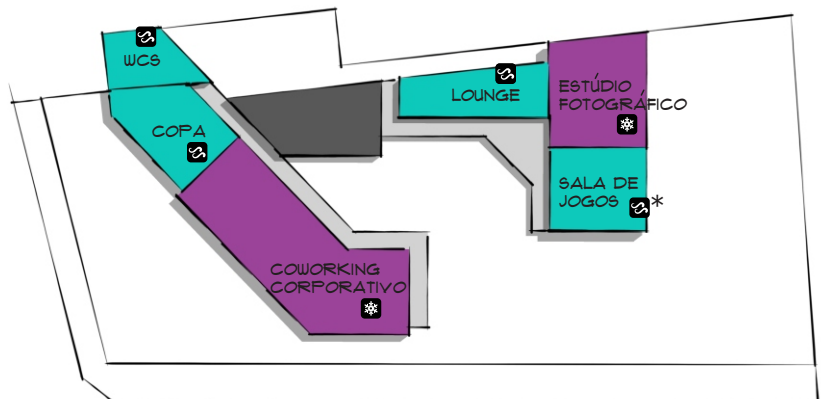 WCS
COPA
LOUNGE
ESTÚDIO
FOTOGRÁFICO
SALA DE
JOGOS *
COWORKING
CORPORATIVO